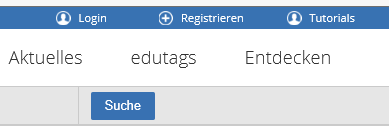 Login Registrieren Tutorials
Aktuelles edutags Entdecken
Suche